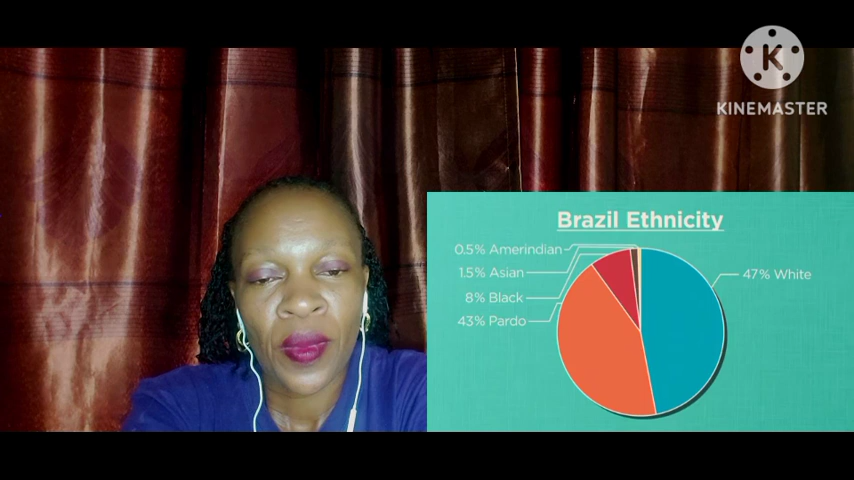 K
KINEMASTER
Brazil Ethnicity
0.5% Amerindian
1.5% Asian
8% Black
43% Pardo
47% White